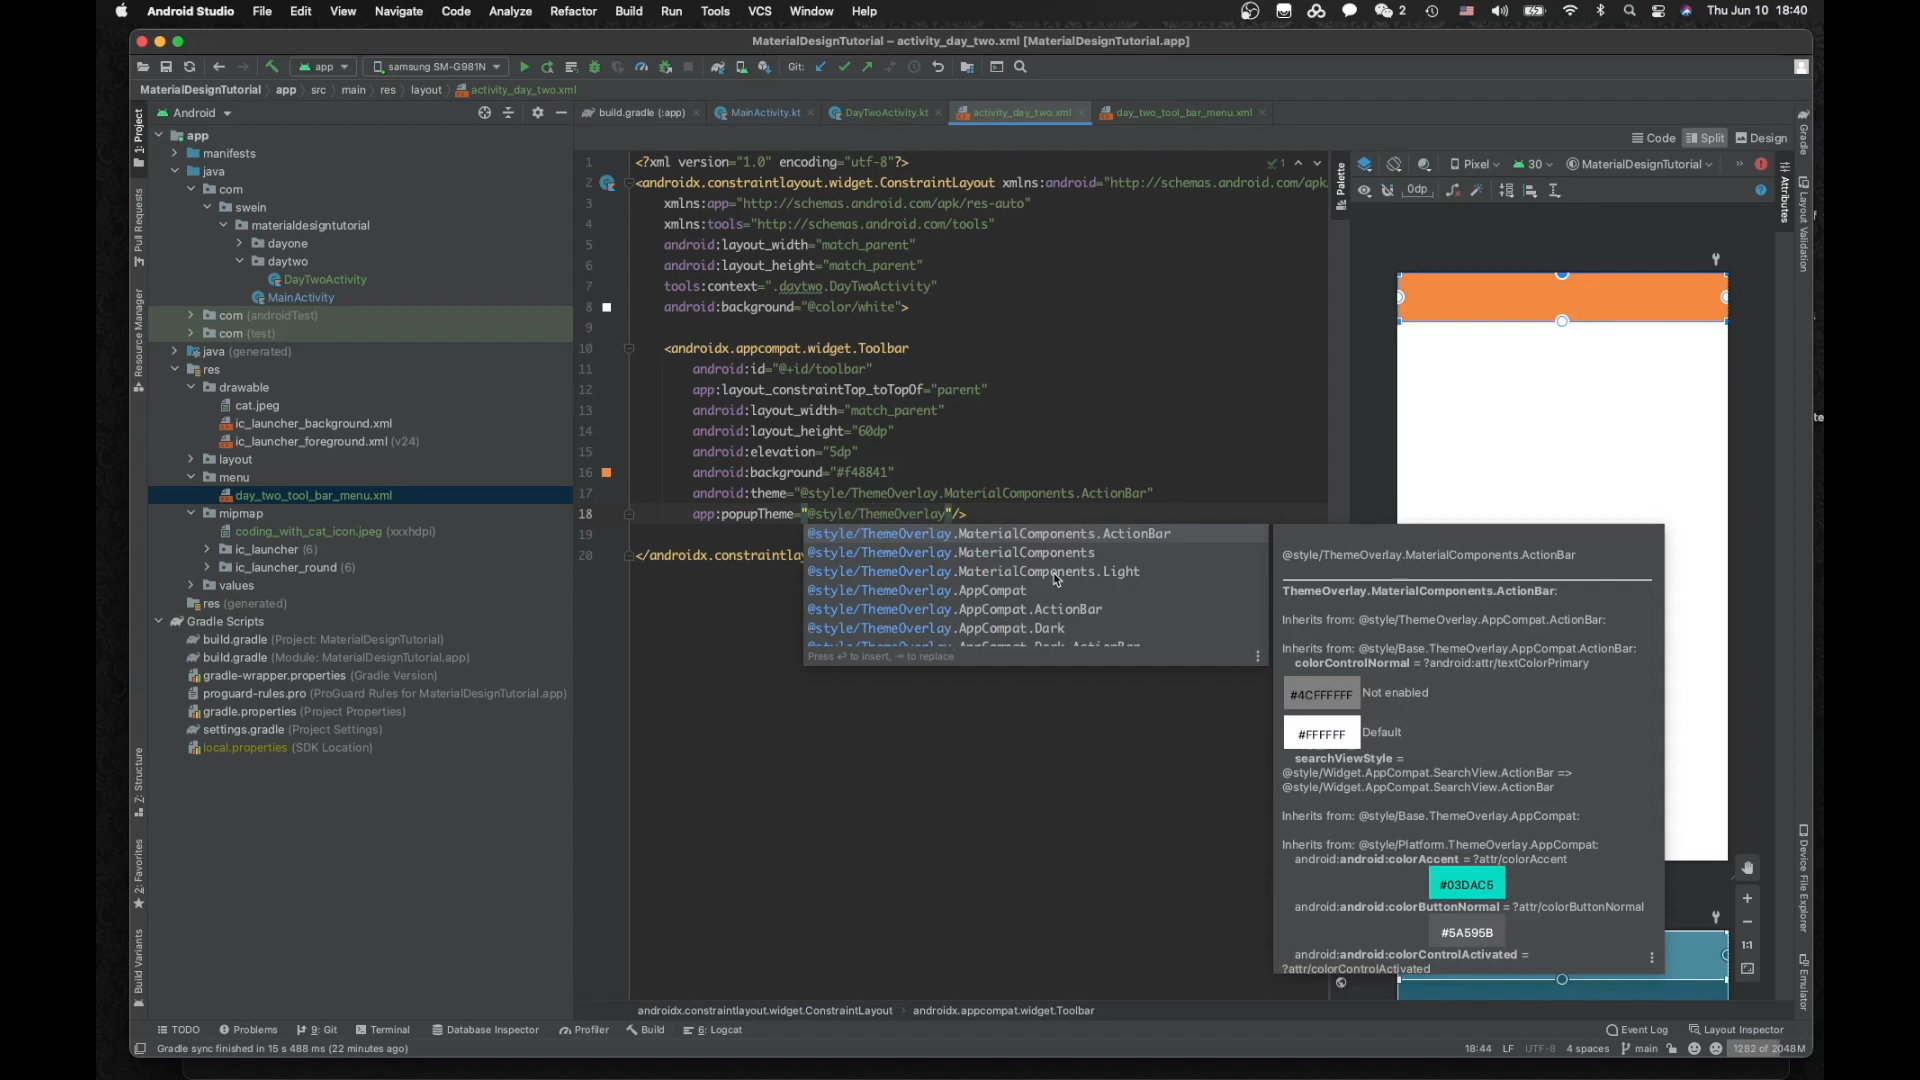 Android Studio File Edit View Navigate Code Analyze Refactor Build Run Tools VCS Window Help
2 Thu Jun 10 18:40
MaterialDesignTutorial – activity_day_two.xml [MaterialDesignTutorial.app]
app samsung SM-G981N Git:
MaterialDesignTutorial › app › src › main › res › layout › activity_day_two.xml
Android
build.gradle (:app) MainActivity.kt DayTwoActivity.kt activity_day_two.xml day_two_tool_bar_menu.xml
Code Split Design
1: Project
Pull Requests
Resource Manager
Z: Structure
2: Favorites
Build Variants
app
manifests
java
com
swein
materialdesigntutorial
dayone
daytwo
DayTwoActivity
MainActivity
com (androidTest)
com (test)
java (generated)
res
drawable
cat.jpeg
ic_launcher_background.xml
ic_launcher_foreground.xml (v24)
layout
menu
day_two_tool_bar_menu.xml
mipmap
coding_with_cat_icon.jpeg (xxxhdpi)
ic_launcher (6)
ic_launcher_round (6)
values
res (generated)
Gradle Scripts
build.gradle (Project: MaterialDesignTutorial)
build.gradle (Module: MaterialDesignTutorial.app)
gradle-wrapper.properties (Gradle Version)
proguard-rules.pro (ProGuard Rules for MaterialDesignTutorial.app)
gradle.properties (Project Properties)
settings.gradle (Project Settings)
local.properties (SDK Location)
1 <?xml version="1.0" encoding="utf-8"?>
2 <androidx.constraintlayout.widget.ConstraintLayout xmlns:android="http://schemas.android.com/apk
3 xmlns:app="http://schemas.android.com/apk/res-auto"
4 xmlns:tools="http://schemas.android.com/tools"
5 android:layout_width="match_parent"
6 android:layout_height="match_parent"
7 tools:context=".daytwo.DayTwoActivity"
8 android:background="@color/white">
9
10 <androidx.appcompat.widget.Toolbar
11 android:id="@+id/toolbar"
12 app:layout_constraintTop_toTopOf="parent"
13 android:layout_width="match_parent"
14 android:layout_height="60dp"
15 android:elevation="5dp"
16 android:background="#f48841"
17 android:theme="@style/ThemeOverlay.MaterialComponents.ActionBar"
18 app:popupTheme="@style/ThemeOverlay"/>
19
20 </androidx.constraintla
1
@style/ThemeOverlay.MaterialComponents.ActionBar
@style/ThemeOverlay.MaterialComponents
@style/ThemeOverlay.MaterialComponents.Light
@style/ThemeOverlay.AppCompat
@style/ThemeOverlay.AppCompat.ActionBar
@style/ThemeOverlay.AppCompat.Dark
@style/ThemeOverlay.AppCompat.Dark.ActionBar
Press ⏎ to insert, ⇥ to replace
@style/ThemeOverlay.MaterialComponents.ActionBar
ThemeOverlay.MaterialComponents.ActionBar:
Inherits from: @style/ThemeOverlay.AppCompat.ActionBar:
Inherits from: @style/Base.ThemeOverlay.AppCompat.ActionBar:
colorControlNormal = ?android:attr/textColorPrimary
#4CFFFFFF Not enabled
#FFFFFF Default
searchViewStyle =
@style/Widget.AppCompat.SearchView.ActionBar =>
@style/Widget.AppCompat.SearchView.ActionBar
Inherits from: @style/Base.ThemeOverlay.AppCompat:
Inherits from: @style/Platform.ThemeOverlay.AppCompat:
android:android:colorAccent = ?attr/colorAccent
#03DAC5
android:android:colorButtonNormal = ?attr/colorButtonNormal
#5A595B
android:android:colorControlActivated =
?attr/colorControlActivated
Palette
Pixel 30 MaterialDesignTutorial »
0dp
1:1
Attributes
Gradle
Layout Validation
Device File Explorer
Emulator
te
androidx.constraintlayout.widget.ConstraintLayout › androidx.appcompat.widget.Toolbar
TODO Problems 9: Git Terminal Database Inspector Profiler Build 6: Logcat Event Log Layout Inspector
Gradle sync finished in 15 s 488 ms (22 minutes ago) 18:44 LF UTF-8 4 spaces main 1282 of 2048M